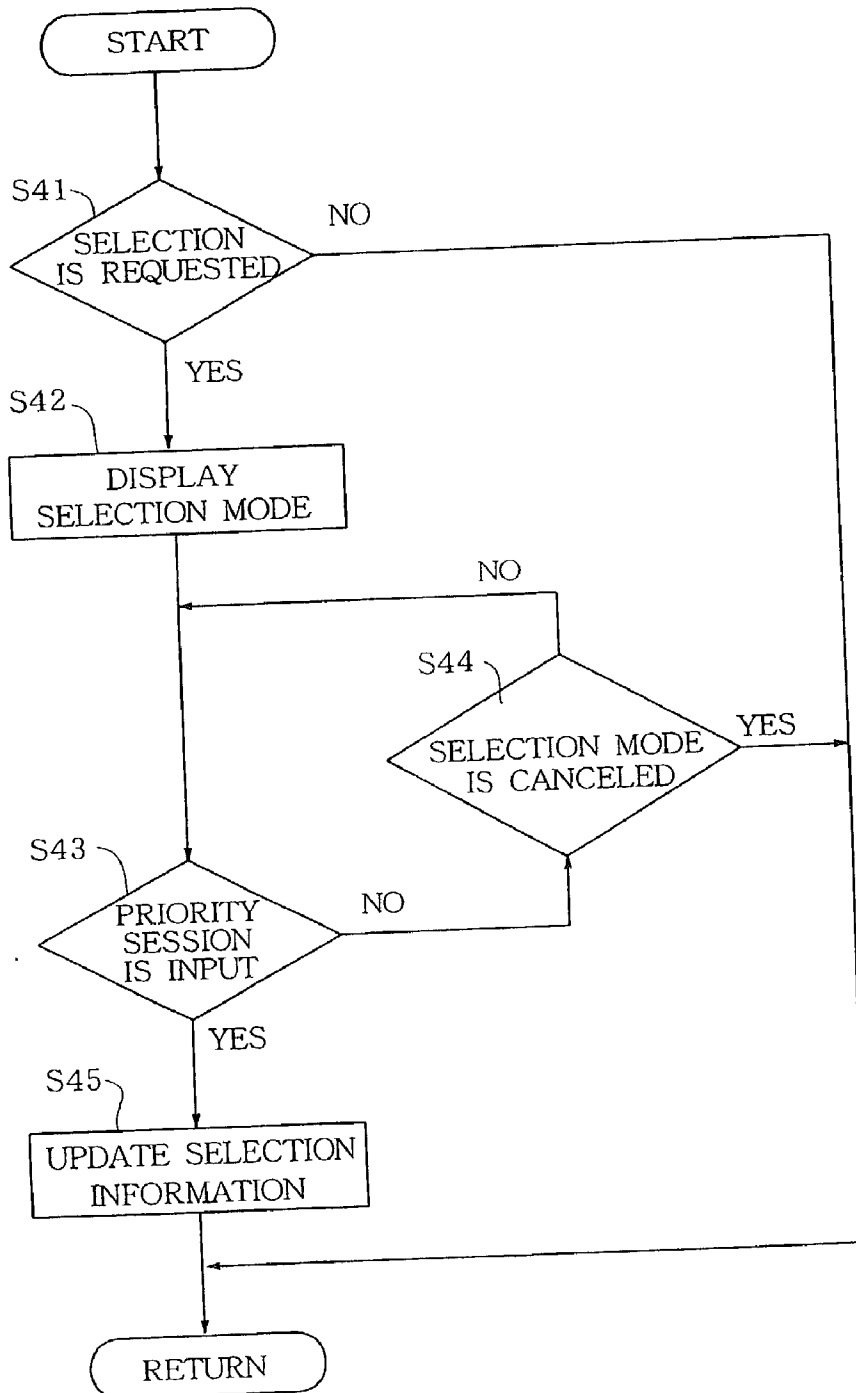 START
S41
SELECTION
IS REQUESTED
NO
YES
S42
DISPLAY
SELECTION MODE
NO
S44
SELECTION MODE
IS CANCELED
YES
S43
PRIORITY
SESSION
IS INPUT
NO
YES
S45
UPDATE SELECTION
INFORMATION
RETURN